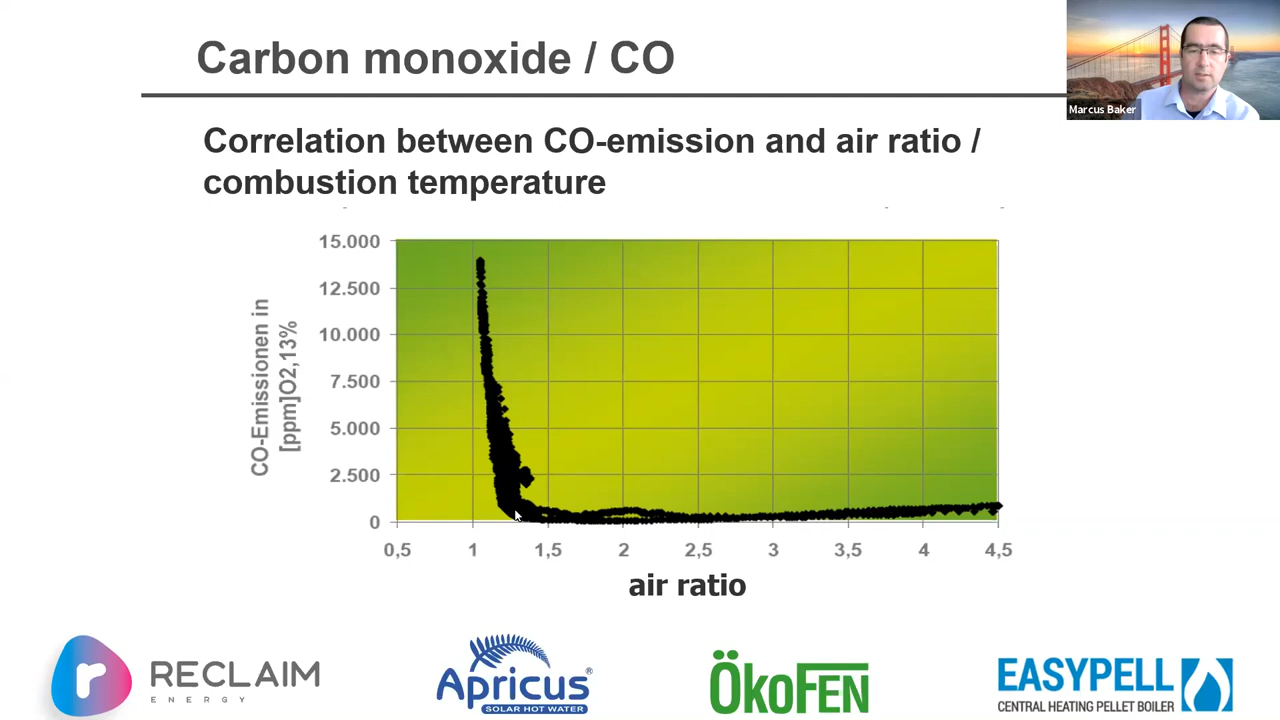 Carbon monoxide / CO
Marcus Baker
Correlation between CO-emission and air ratio /
combustion temperature
CO-Emissionen in
[ppm]O2,13%
15.000
12.500
10.000
7.500
5.000
2.500
0
0,5 1 1,5 2 2,5 3 3,5 4 4,5
air ratio
r RECLAIM
ENERGY
Apricus®
SOLAR HOT WATER
ÖKOFEN
EASYPELL
CENTRAL HEATING PELLET BOILER